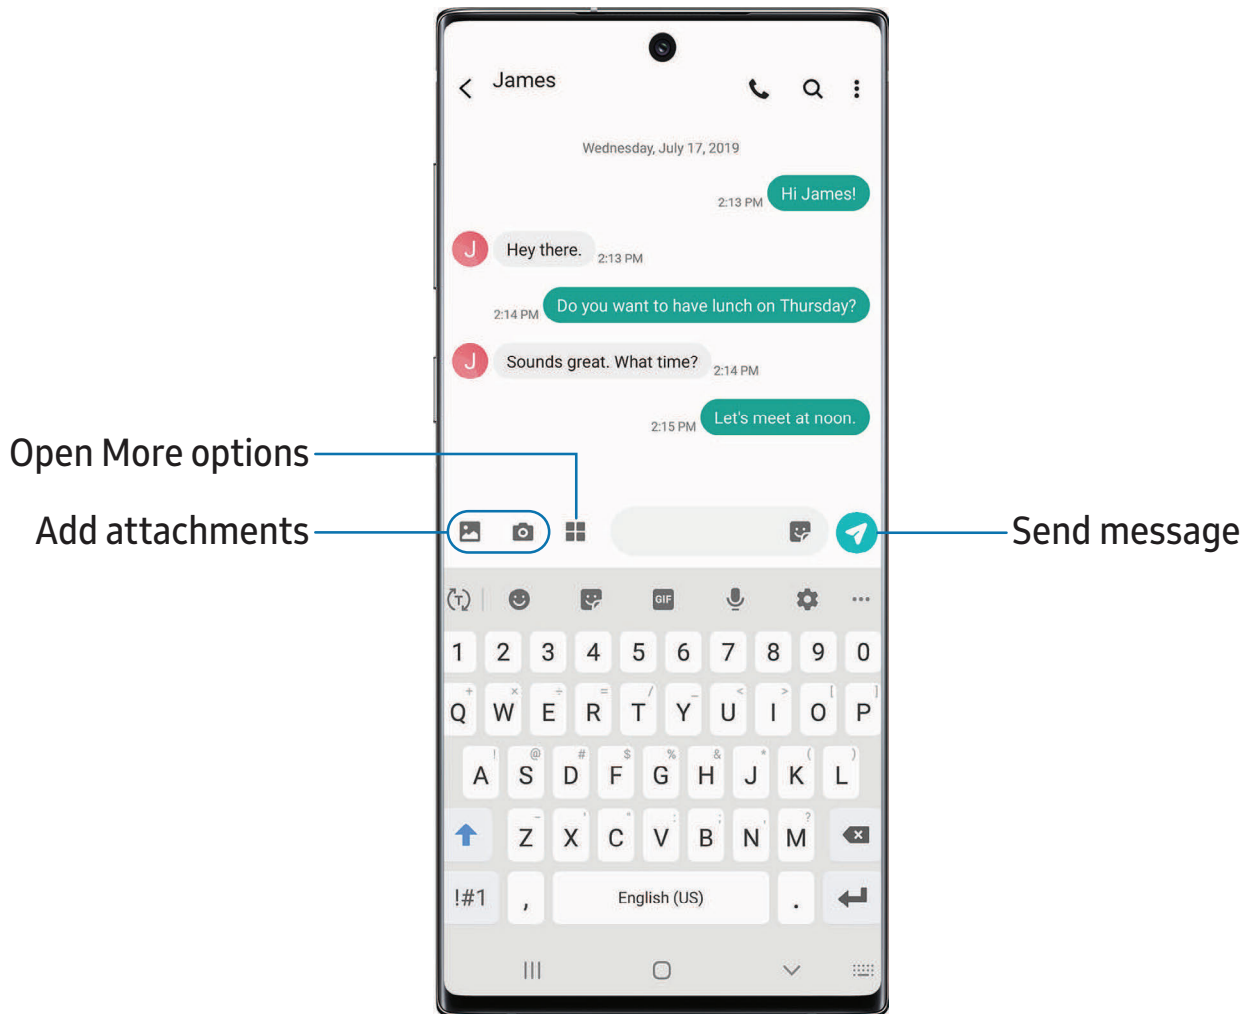 James
Wednesday, July 17, 2019
2:13 PM Hi James!
J Hey there. 2:13 PM
2:14 PM Do you want to have lunch on Thursday?
J Sounds great. What time? 2:14 PM
2:15 PM Let's meet at noon.
Open More options
Add attachments
Send message
T GIF
1 2 3 4 5 6 7 8 9 0
+ × ÷ = / _ < > [ ]
Q W E R T Y U I O P
! @ # $ % & * ( )
A S D F G H J K L
- ' " : ; , ?
Z X C V B N M
!#1 , English (US) .